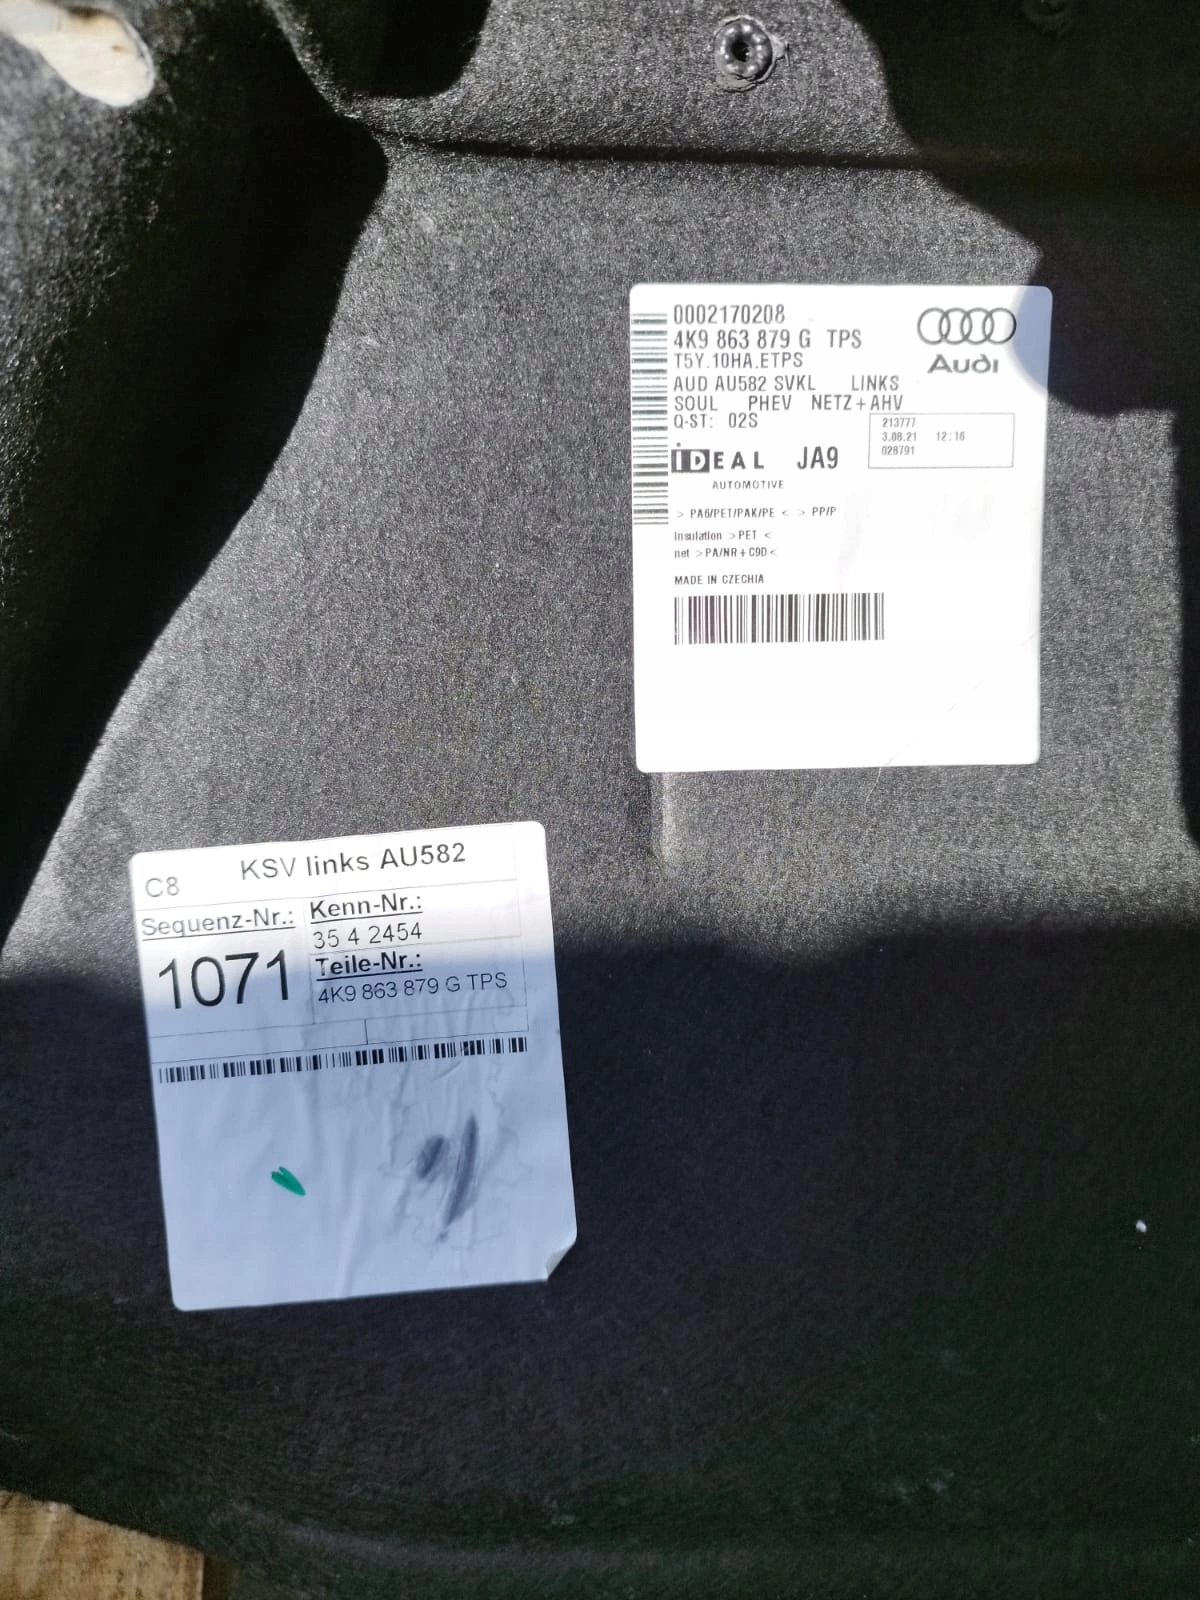 0002170208
4K9 863 879 G TPS
T5Y.10HA.ETPS
AUD AU582 SVKL LINKS
SOUL PHEV NETZ+AHV
Q-ST: 02S
Audi
213777
3.08.21 12:16
028791
iDEAL JA9
AUTOMOTIVE
> PA6/PET/PAK/PE < > PP/P
Insulation >PET <
net >PA/NR+C9D<
MADE IN CZECHIA
KSV links AU582
C8
Sequenz-Nr.:
1071
Kenn-Nr.:
35 4 2454
Teile-Nr.:
4K9 863 879 G TPS